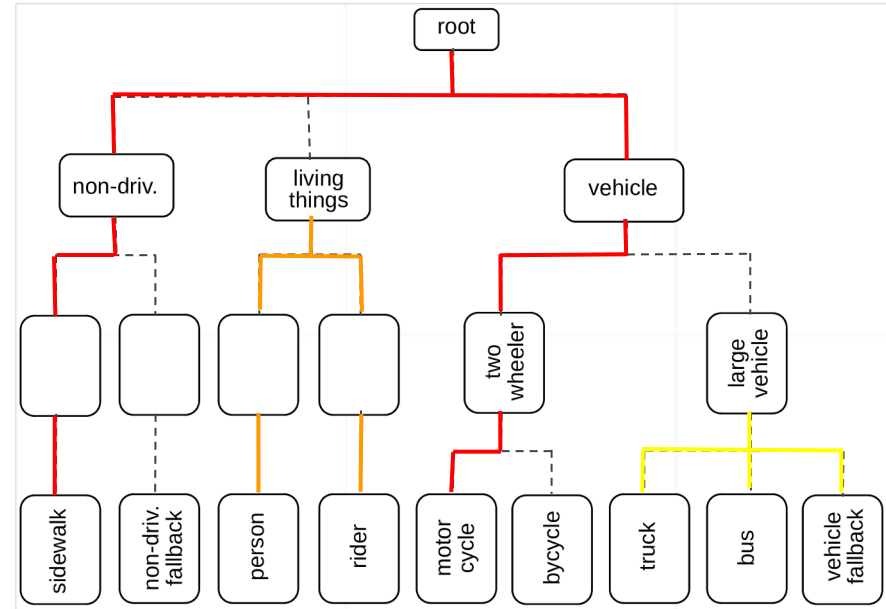 root
non-driv.
living
things
vehicle
two
wheeler
large
vehicle
sidewalk
non-driv.
fallback
person
rider
motor
cycle
bycycle
truck
bus
vehicle
fallback